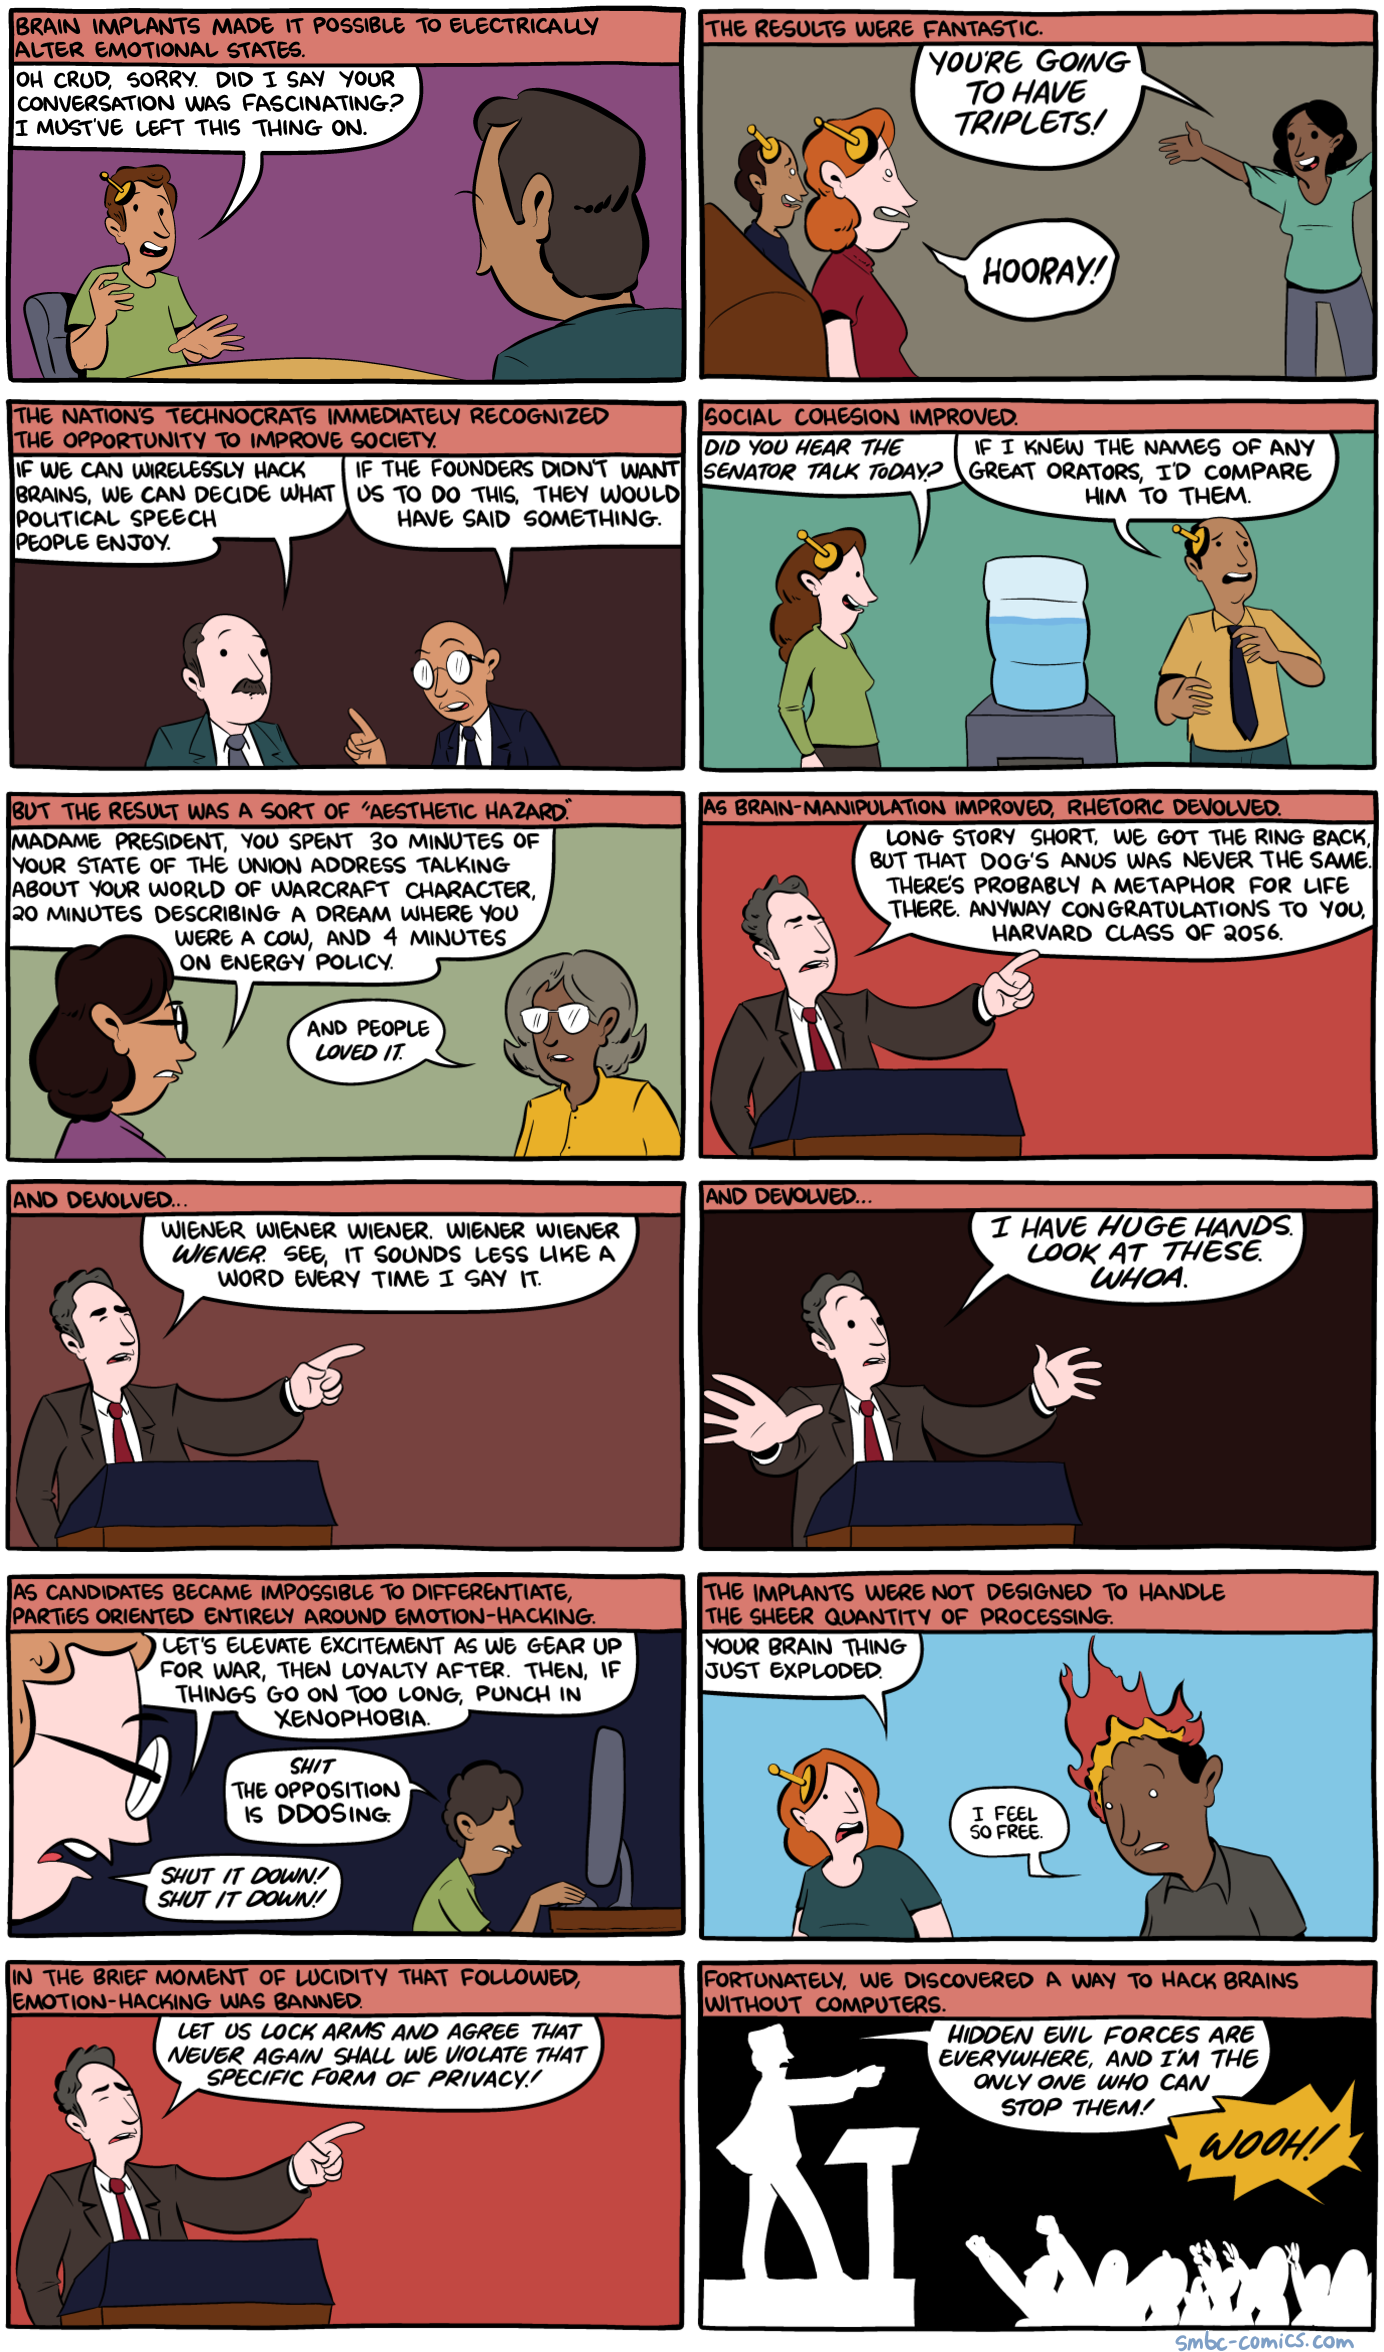 BRAIN IMPLANTS MADE IT POSSIBLE TO ELECTRICALLY
ALTER EMOTIONAL STATES.
OH CRUD, SORRY. DID I SAY YOUR
CONVERSATION WAS FASCINATING?
I MUST'VE LEFT THIS THING ON.
THE RESULTS WERE FANTASTIC.
YOU'RE GOING
TO HAVE
TRIPLETS!
HOORAY!
THE NATION'S TECHNOCRATS IMMEDIATELY RECOGNIZED
THE OPPORTUNITY TO IMPROVE SOCIETY.
IF WE CAN WIRELESSLY HACK
BRAINS, WE CAN DECIDE WHAT
POLITICAL SPEECH
PEOPLE ENJOY.
IF THE FOUNDERS DIDN'T WANT
US TO DO THIS, THEY WOULD
HAVE SAID SOMETHING.
SOCIAL COHESION IMPROVED.
DID YOU HEAR THE
SENATOR TALK TODAY?
IF I KNEW THE NAMES OF ANY
GREAT ORATORS, I'D COMPARE
HIM TO THEM.
BUT THE RESULT WAS A SORT OF "AESTHETIC HAZARD."
MADAME PRESIDENT, YOU SPENT 30 MINUTES OF
YOUR STATE OF THE UNION ADDRESS TALKING
ABOUT YOUR WORLD OF WARCRAFT CHARACTER,
20 MINUTES DESCRIBING A DREAM WHERE YOU
WERE A COW, AND 4 MINUTES
ON ENERGY POLICY.
AND PEOPLE
LOVED IT.
AS BRAIN-MANIPULATION IMPROVED, RHETORIC DEVOLVED.
LONG STORY SHORT, WE GOT THE RING BACK,
BUT THAT DOG'S ANUS WAS NEVER THE SAME.
THERE'S PROBABLY A METAPHOR FOR LIFE
THERE. ANYWAY CONGRATULATIONS TO YOU,
HARVARD CLASS OF 2056.
AND DEVOLVED...
WIENER WIENER WIENER. WIENER WIENER
WIENER. SEE, IT SOUNDS LESS LIKE A
WORD EVERY TIME I SAY IT.
AND DEVOLVED...
I HAVE HUGE HANDS.
LOOK AT THESE.
WHOA.
AS CANDIDATES BECAME IMPOSSIBLE TO DIFFERENTIATE,
PARTIES ORIENTED ENTIRELY AROUND EMOTION-HACKING.
LET'S ELEVATE EXCITEMENT AS WE GEAR UP
FOR WAR, THEN LOYALTY AFTER. THEN, IF
THINGS GO ON TOO LONG, PUNCH IN
XENOPHOBIA.
SHIT
THE OPPOSITION
IS DDOSING.
SHUT IT DOWN!
SHUT IT DOWN!
THE IMPLANTS WERE NOT DESIGNED TO HANDLE
THE SHEER QUANTITY OF PROCESSING.
YOUR BRAIN THING
JUST EXPLODED.
I FEEL
SO FREE.
IN THE BRIEF MOMENT OF LUCIDITY THAT FOLLOWED,
EMOTION-HACKING WAS BANNED.
LET US LOCK ARMS AND AGREE THAT
NEVER AGAIN SHALL WE VIOLATE THAT
SPECIFIC FORM OF PRIVACY!
FORTUNATELY, WE DISCOVERED A WAY TO HACK BRAINS
WITHOUT COMPUTERS.
HIDDEN EVIL FORCES ARE
EVERYWHERE, AND I'M THE
ONLY ONE WHO CAN
STOP THEM!
WOOH!
smbc-comics.com